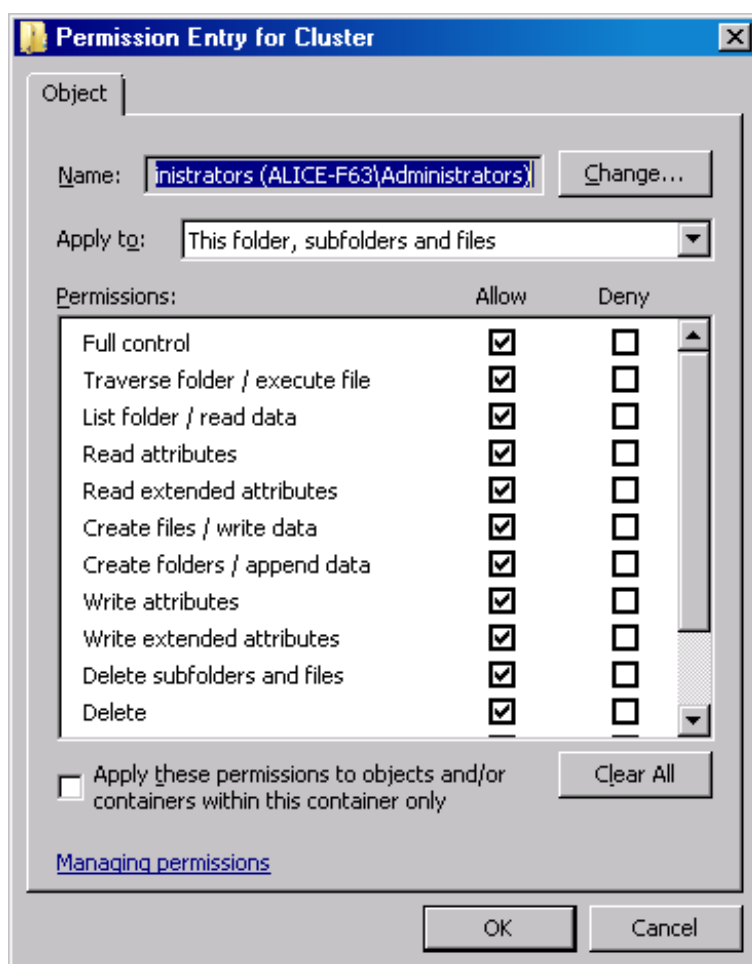 Permission Entry for Cluster
Object
Name: inistrators (ALICE-F63\Administrators) Change...
Apply to: This folder, subfolders and files
Permissions: Allow Deny
Full control
Traverse folder / execute file
List folder / read data
Read attributes
Read extended attributes
Create files / write data
Create folders / append data
Write attributes
Write extended attributes
Delete subfolders and files
Delete
Apply these permissions to objects and/or
containers within this container only
Clear All
Managing permissions
OK Cancel